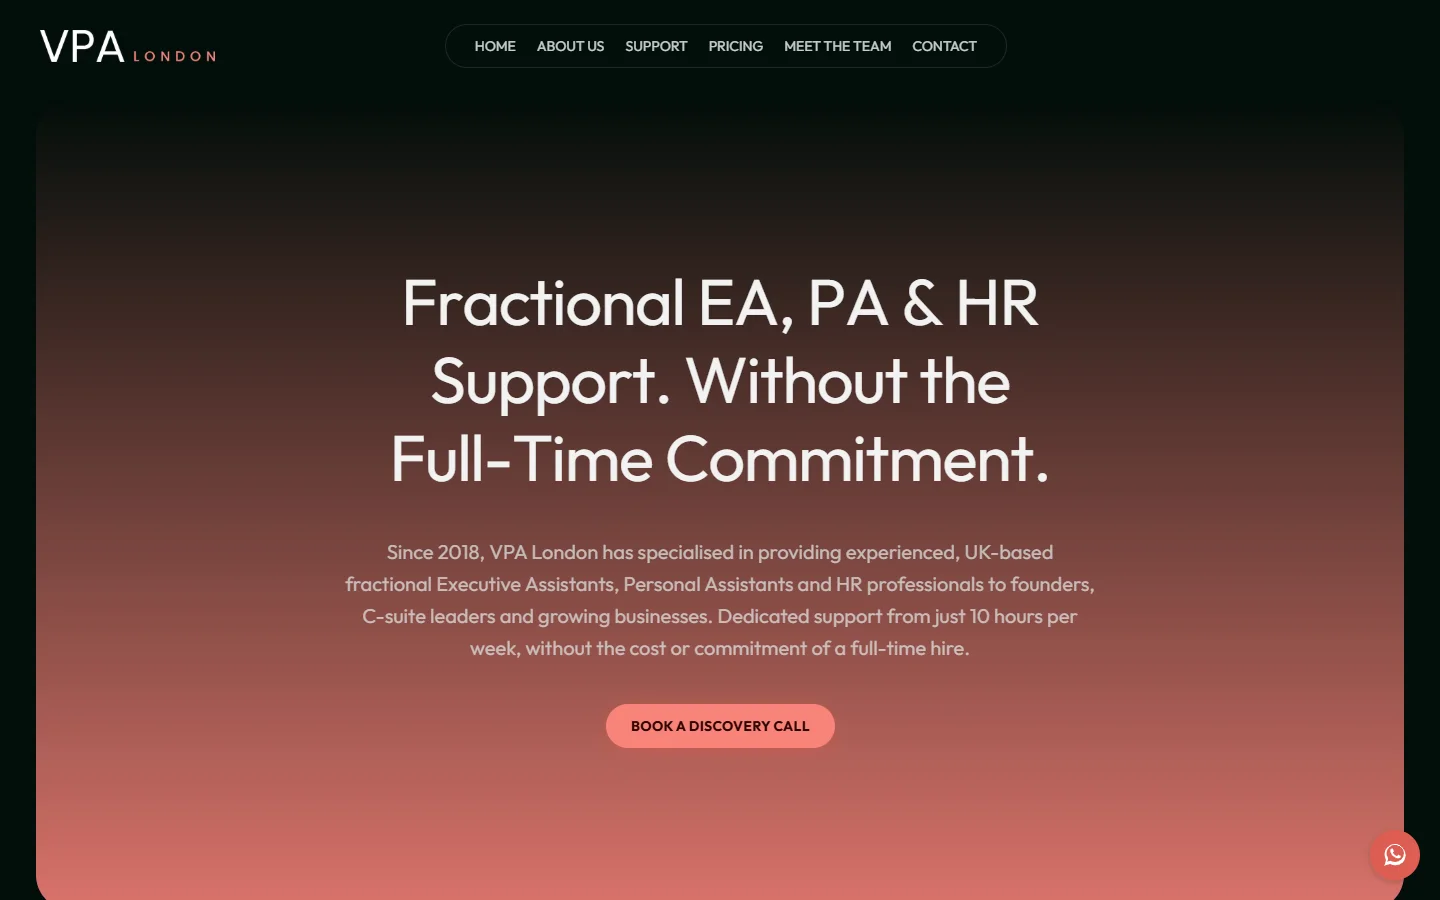 VPA LONDON
HOME ABOUT US SUPPORT PRICING MEET THE TEAM CONTACT
Fractional EA, PA & HR
Support. Without the
Full-Time Commitment.
Since 2018, VPA London has specialised in providing experienced, UK-based
fractional Executive Assistants, Personal Assistants and HR professionals to founders,
C-suite leaders and growing businesses. Dedicated support from just 10 hours per
week, without the cost or commitment of a full-time hire.
BOOK A DISCOVERY CALL